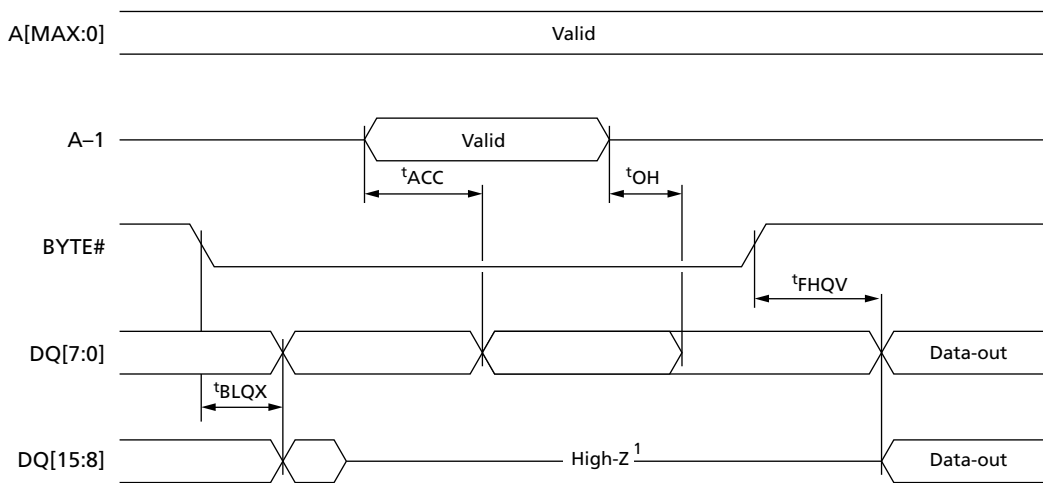 A[MAX:0] Valid
A–1 Valid
tACC tOH
BYTE#
tFHQV
DQ[7:0] Data-out
tBLQX
DQ[15:8] High-Z 1 Data-out